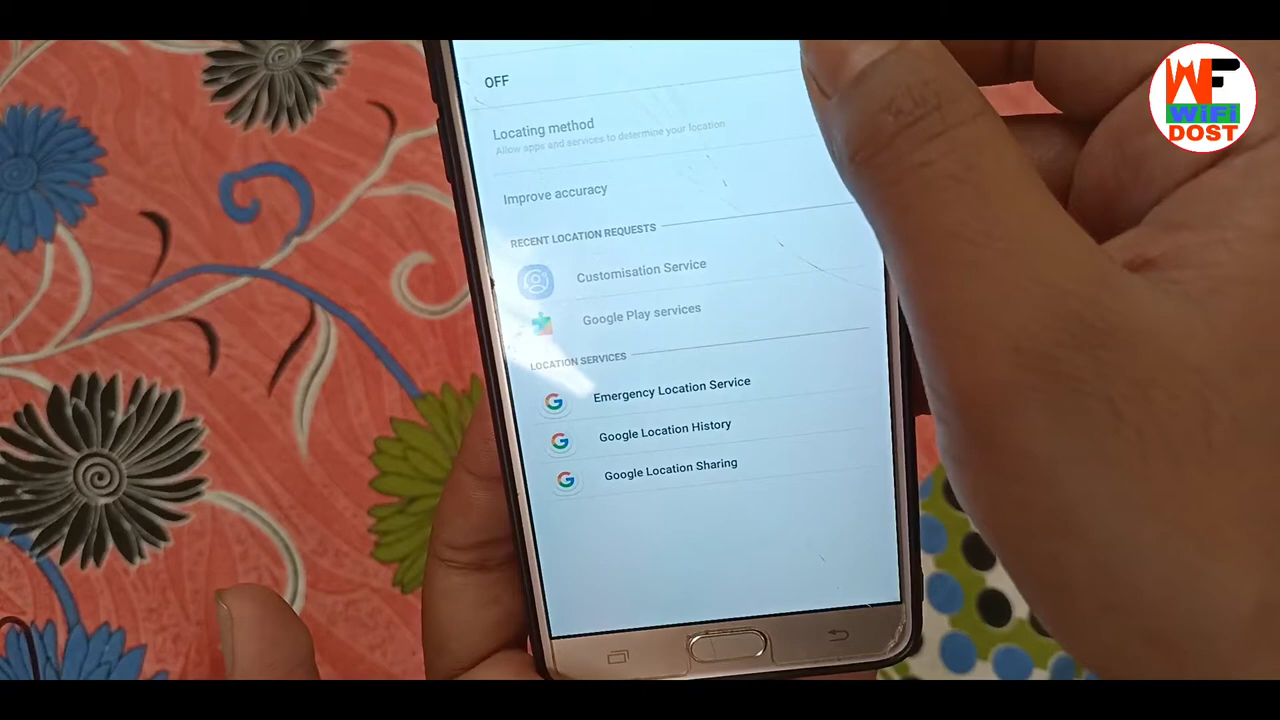 OFF
Locating method
Allow apps and services to determine your location
Improve accuracy
RECENT LOCATION REQUESTS
Customisation Service
Google Play services
LOCATION SERVICES
Emergency Location Service
Google Location History
Google Location Sharing
WF
WiFi
DOST